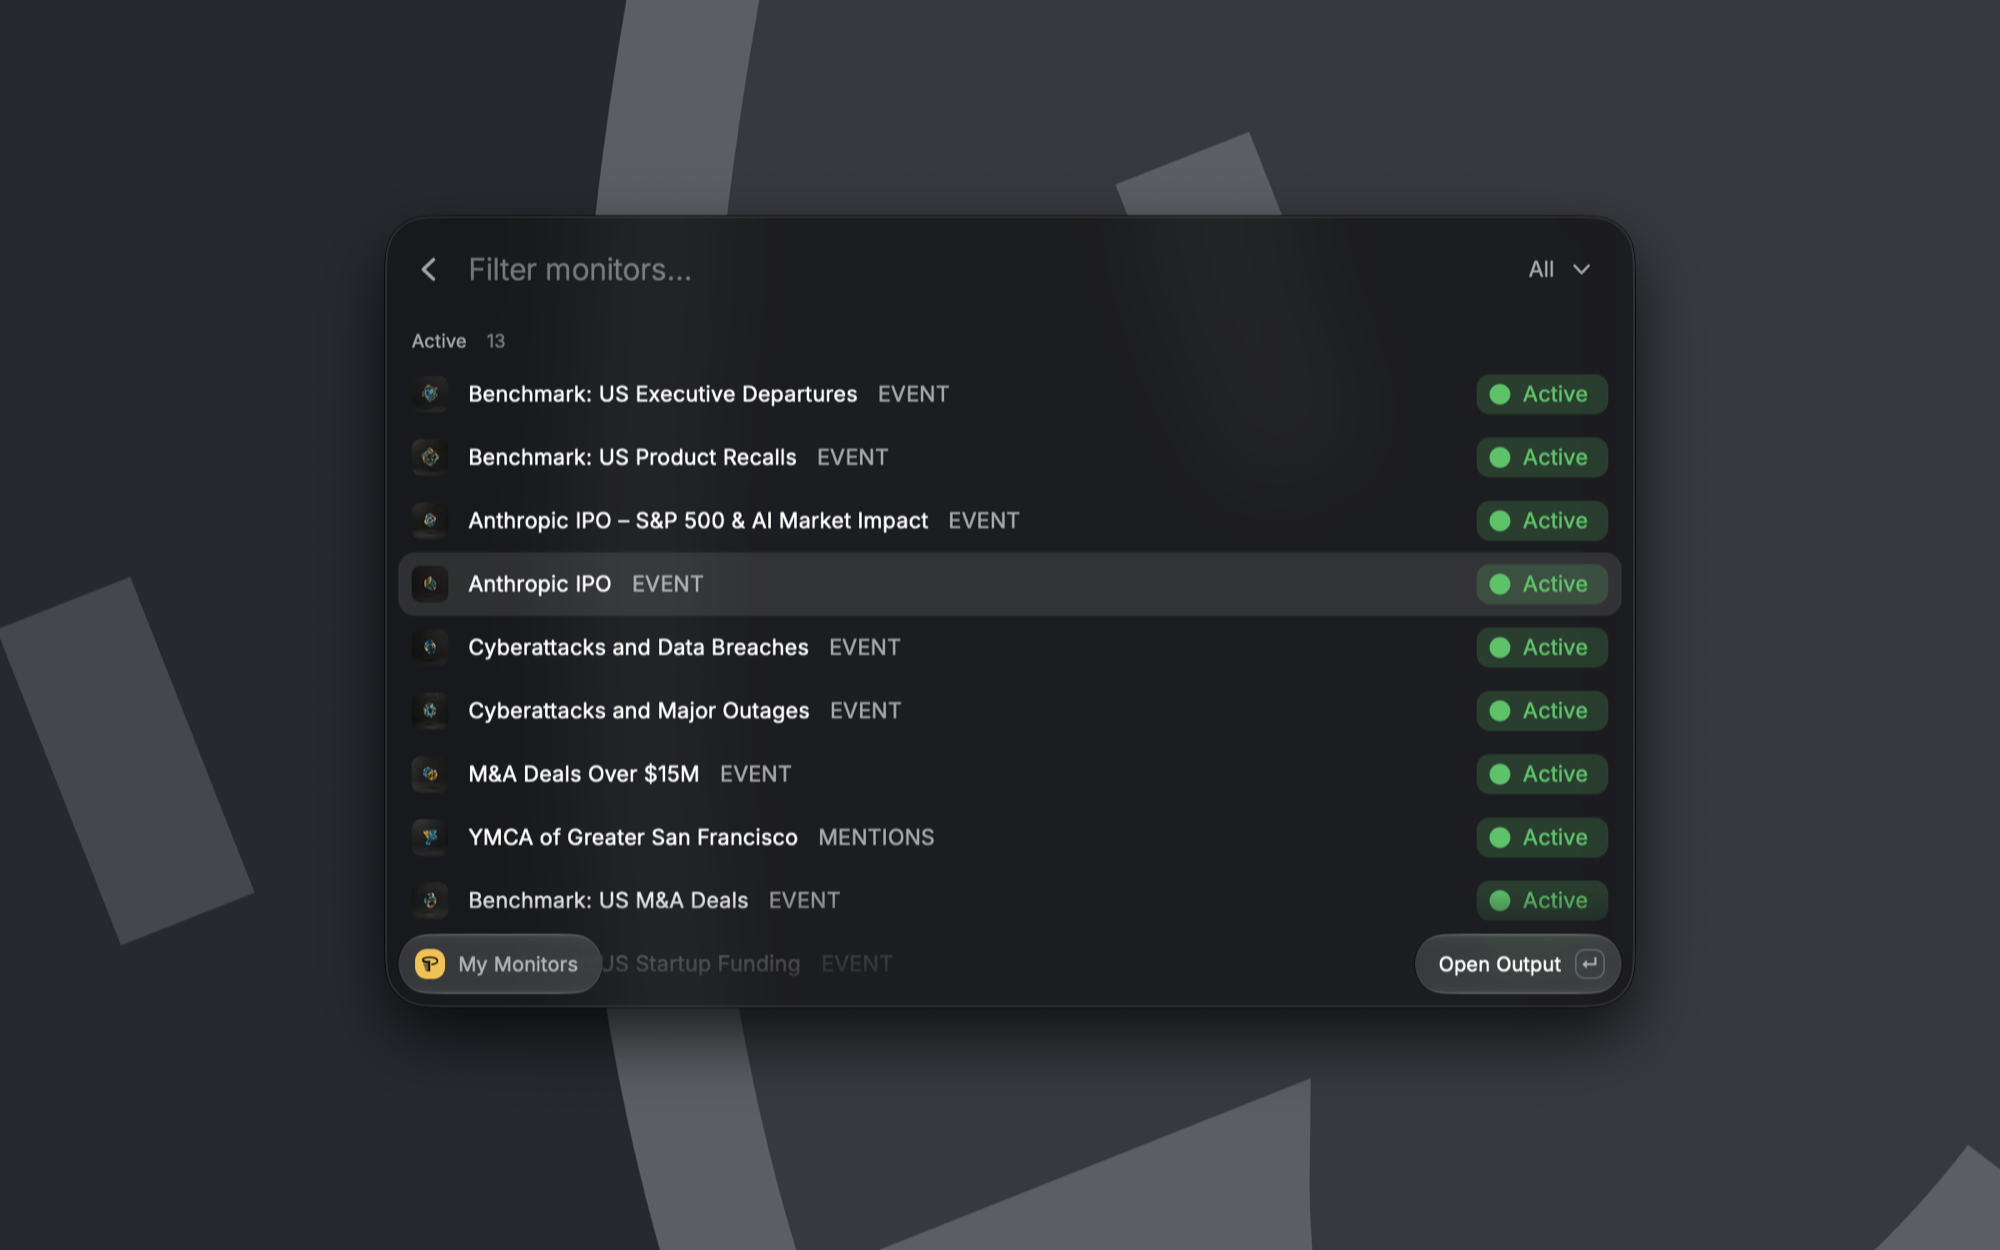 Filter monitors...
All
Active 13
Benchmark: US Executive Departures EVENT Active
Benchmark: US Product Recalls EVENT Active
Anthropic IPO – S&P 500 & AI Market Impact EVENT Active
Anthropic IPO EVENT Active
Cyberattacks and Data Breaches EVENT Active
Cyberattacks and Major Outages EVENT Active
M&A Deals Over $15M EVENT Active
YMCA of Greater San Francisco MENTIONS Active
Benchmark: US M&A Deals EVENT Active
My Monitors US Startup Funding EVENT Open Output